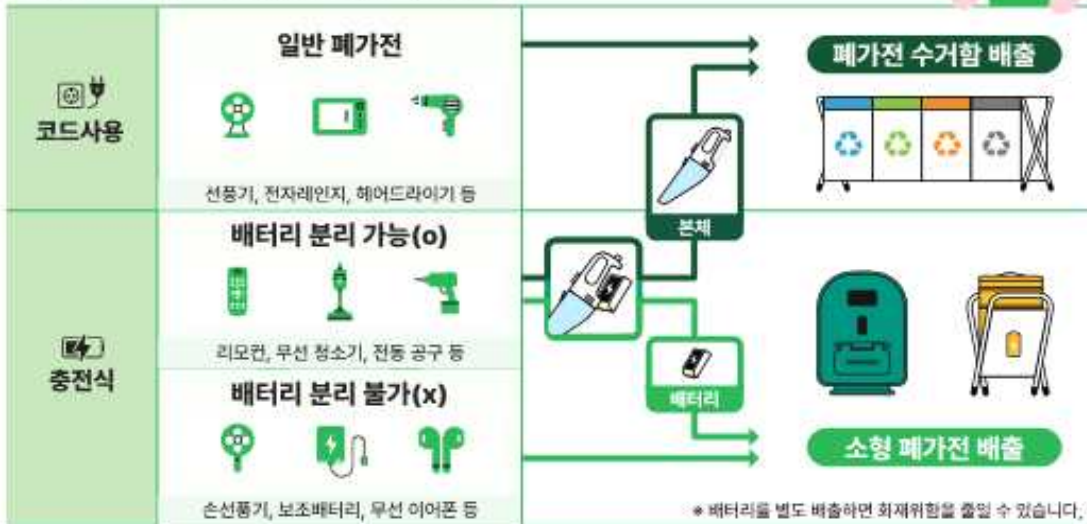 일반 폐가전
폐가전 수거함 배출
코드사용
선풍기, 전자레인지, 헤어드라이기 등
본체
배터리 분리 가능(o)
리모컨, 무선 청소기, 전동 공구 등
충전식
배터리
배터리 분리 불가(x)
소형 폐가전 배출
손선풍기, 보조배터리, 무선 이어폰 등
* 배터리를 별도 배출하면 화재위험을 줄일 수 있습니다.